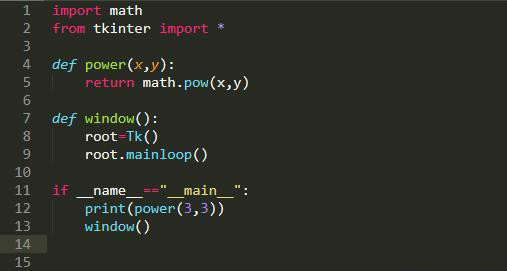 1 import math
2 from tkinter import *
3
4 def power(x,y):
5     return math.pow(x,y)
6
7 def window():
8     root=Tk()
9     root.mainloop()
10
11 if __name__=="__main__":
12     print(power(3,3))
13     window()
14
15